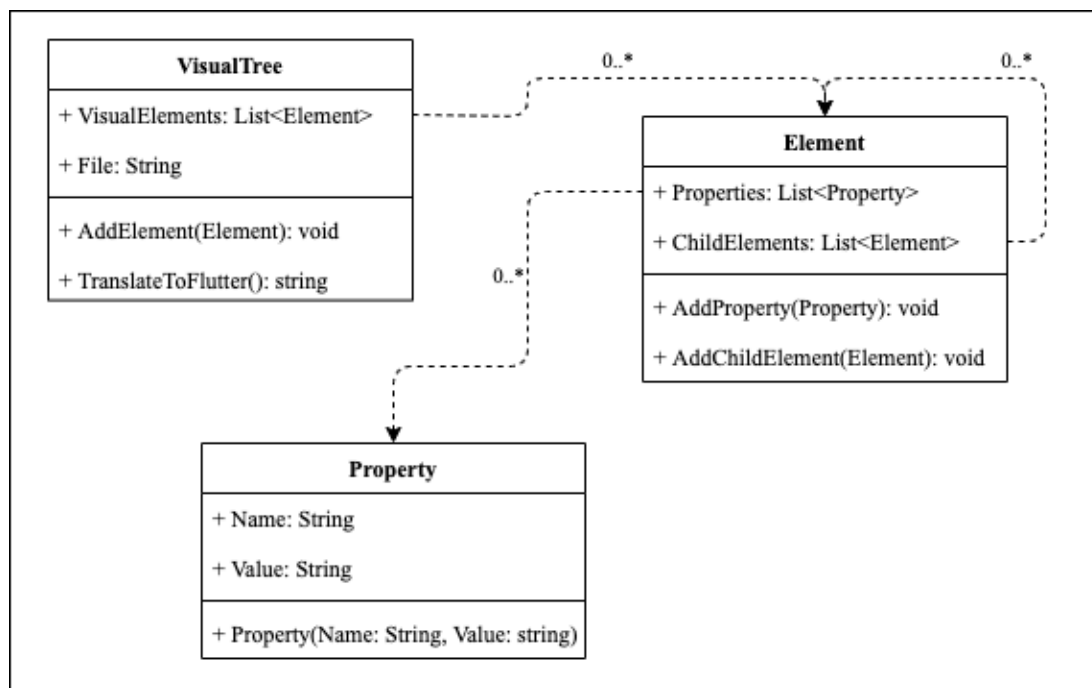 VisualTree
+ VisualElements: List<Element>
+ File: String
+ AddElement(Element): void
+ TranslateToFlutter(): string
0..*
0..*
Element
+ Properties: List<Property>
+ ChildElements: List<Element>
+ AddProperty(Property): void
+ AddChildElement(Element): void
0..*
Property
+ Name: String
+ Value: String
+ Property(Name: String, Value: string)